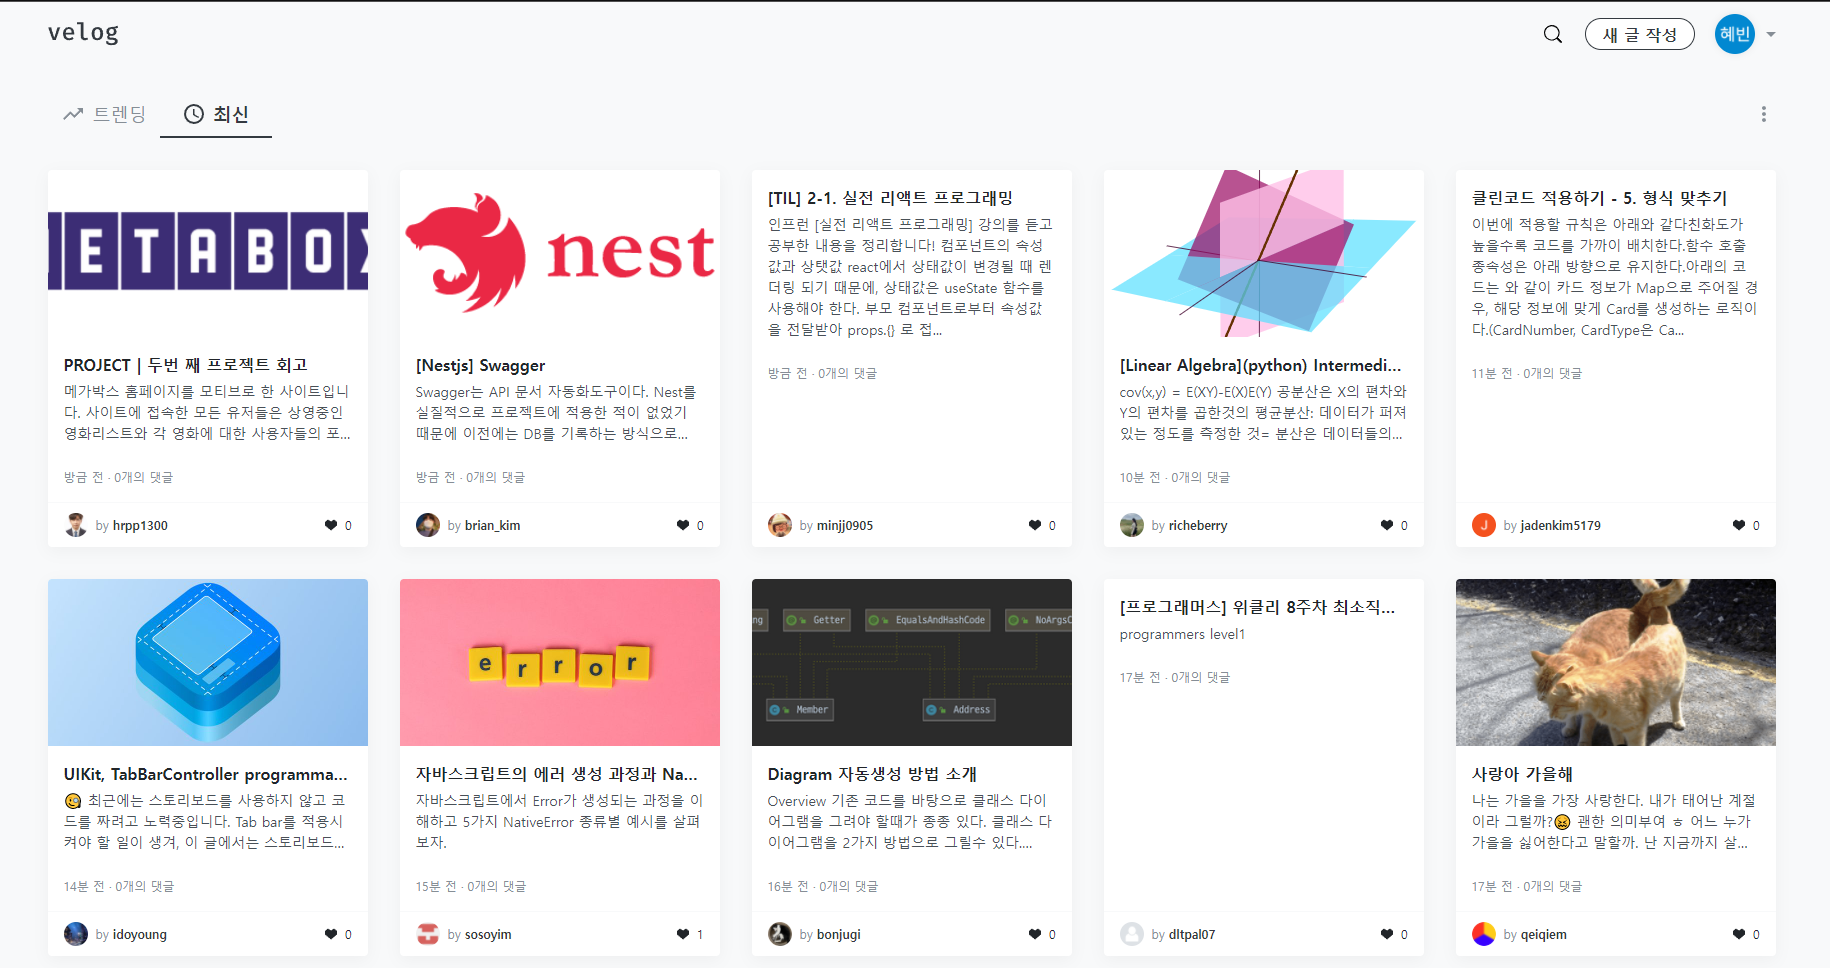 velog
새 글 작성
혜빈
트렌딩
최신
ETABO
nest
PROJECT | 두번 째 프로젝트 회고
메가박스 홈페이지를 모티브로 한 사이트입니
다. 사이트에 접속한 모든 유저들은 상영중인
영화리스트와 각 영화에 대한 사용자들의 포...
방금 전 · 0개의 댓글
by hrpp1300
0
[Nestjs] Swagger
Swagger는 API 문서 자동화도구이다. Nest를
실질적으로 프로젝트에 적용한 적이 없었기
때문에 이전에는 DB를 기록하는 방식으로...
방금 전 · 0개의 댓글
by brian_kim
0
[TIL] 2-1. 실전 리액트 프로그래밍
인프런 [실전 리액트 프로그래밍] 강의를 듣고
공부한 내용을 정리합니다! 컴포넌트의 속성
값과 상탯값 react에서 상태값이 변경될 때 렌
더링 되기 때문에, 상태값은 useState 함수를
사용해야 한다. 부모 컴포넌트로부터 속성값
을 전달받아 props.{} 로 접...
방금 전 · 0개의 댓글
by minjj0905
0
[Linear Algebra](python) Intermedi...
cov(x,y) = E(XY)-E(X)E(Y) 공분산은 X의 편차와
Y의 편차를 곱한것의 평균분산: 데이터가 퍼져
있는 정도를 측정한 것= 분산은 데이터들의...
10분 전 · 0개의 댓글
by richeberry
0
클린코드 적용하기 - 5. 형식 맞추기
이번에 적용할 규칙은 아래와 같다친화도가
높을수록 코드를 가까이 배치한다.함수 호출
종속성은 아래 방향으로 유지한다.아래의 코
드는 와 같이 카드 정보가 Map으로 주어질 경
우, 해당 정보에 맞게 Card를 생성하는 로직이
다.(CardNumber, CardType은 Ca...
11분 전 · 0개의 댓글
J
by jadenkim5179
0
UIKit, TabBarController programma...
🧐 최근에는 스토리보드를 사용하지 않고 코
드를 짜려고 노력중입니다. Tab bar를 적용시
켜야 할 일이 생겨, 이 글에서는 스토리보드...
14분 전 · 0개의 댓글
by idoyoung
0
error
자바스크립트의 에러 생성 과정과 Na...
자바스크립트에서 Error가 생성되는 과정을 이
해하고 5가지 NativeError 종류별 예시를 살펴
보자.
15분 전 · 0개의 댓글
by sosoyim
1
ng
Getter
EqualsAndHashCode
NoArgsC
Member
Address
Diagram 자동생성 방법 소개
Overview 기존 코드를 바탕으로 클래스 다이
어그램을 그려야 할때가 종종 있다. 클래스 다
이어그램을 2가지 방법으로 그릴수 있다....
16분 전 · 0개의 댓글
by bonjugi
0
[프로그래머스] 위클리 8주차 최소직...
programmers level1
17분 전 · 0개의 댓글
by dltpal07
0
사랑아 가을해
나는 가을을 가장 사랑한다. 내가 태어난 계절
이라 그럴까?😖 괜한 의미부여 ㅎ 어느 누가
가을을 싫어한다고 말할까. 난 지금까지 살...
17분 전 · 0개의 댓글
by qeiqiem
0